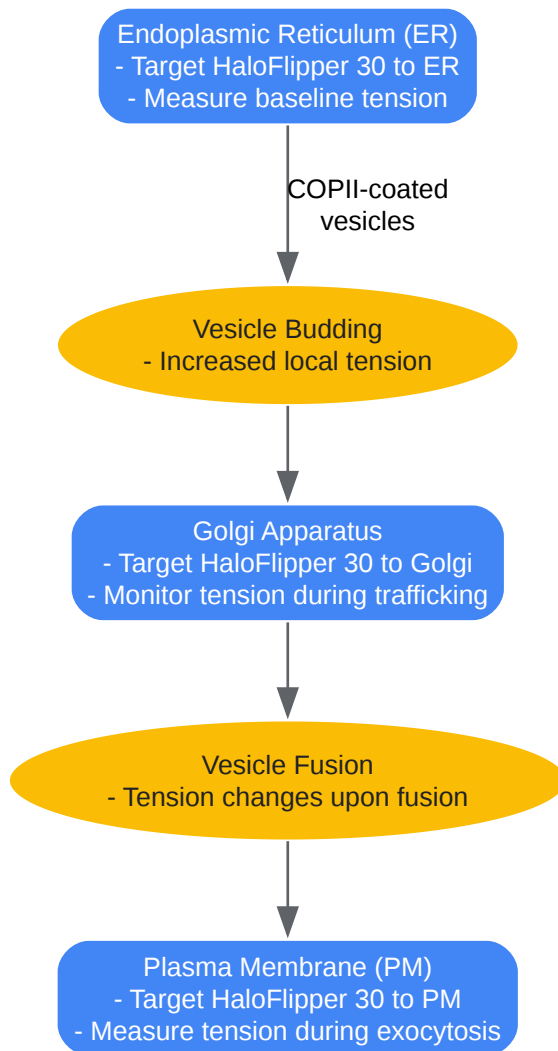 Endoplasmic Reticulum (ER)
- Target HaloFlipper 30 to ER
- Measure baseline tension
COPII-coated
vesicles
Vesicle Budding
- Increased local tension
Golgi Apparatus
- Target HaloFlipper 30 to Golgi
- Monitor tension during trafficking
Vesicle Fusion
- Tension changes upon fusion
Plasma Membrane (PM)
- Target HaloFlipper 30 to PM
- Measure tension during exocytosis